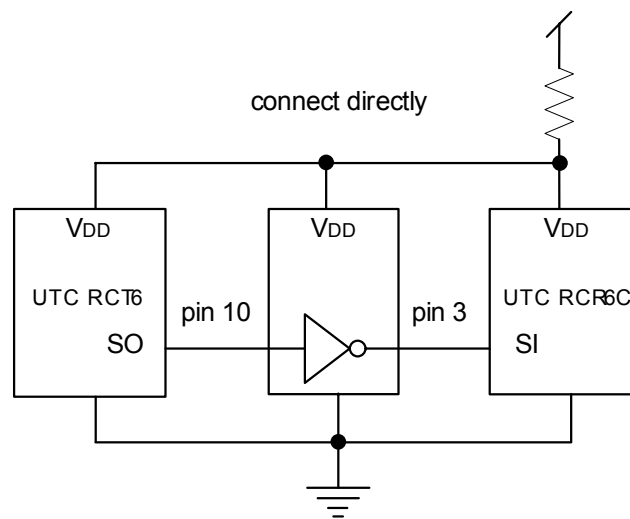 connect directly
VDD
VDD
VDD
UTC RCT6
pin 10
pin 3
UTC RCR6C
SO
SI